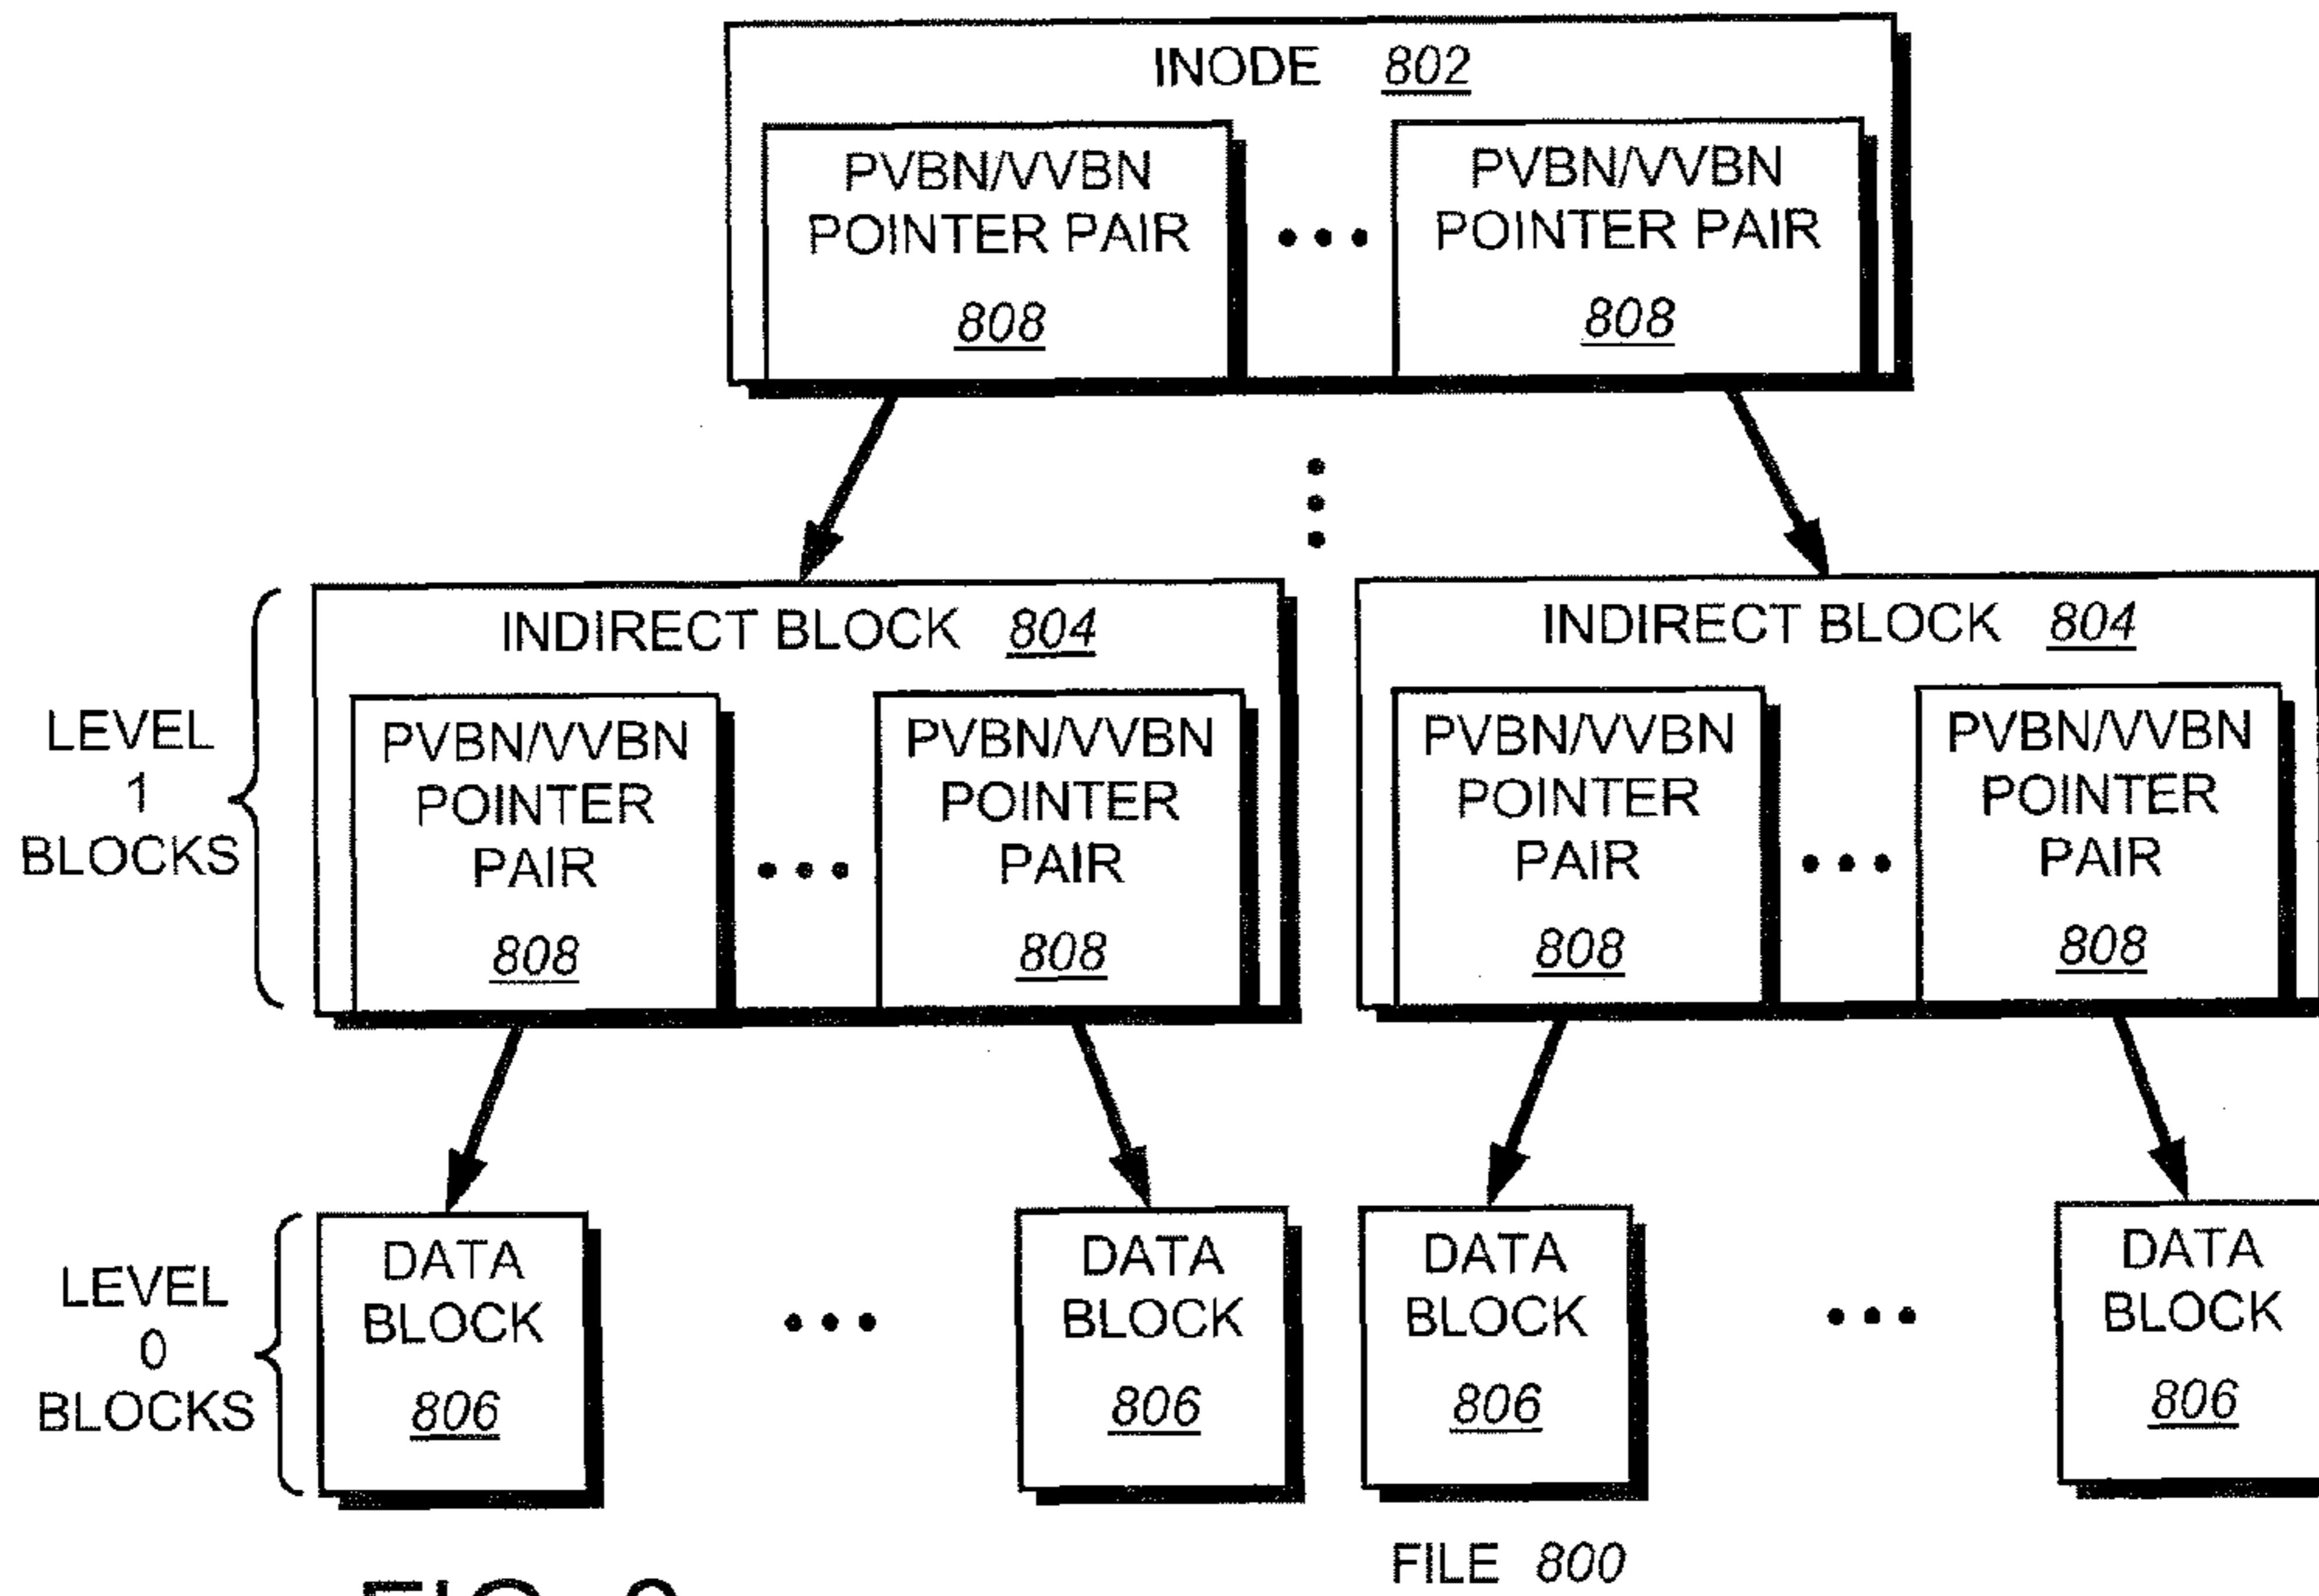 INODE 802
PVBN/VVBN
POINTER PAIR
808
PVBN/VVBN
POINTER PAIR
808
LEVEL
1
BLOCKS
INDIRECT BLOCK 804
PVBN/VVBN
POINTER
PAIR
808
PVBN/VVBN
POINTER
PAIR
808
INDIRECT BLOCK 804
PVBN/VVBN
POINTER
PAIR
808
PVBN/VVBN
POINTER
PAIR
808
LEVEL
0
BLOCKS
DATA
BLOCK
806
DATA
BLOCK
806
DATA
BLOCK
806
DATA
BLOCK
806
FILE 800